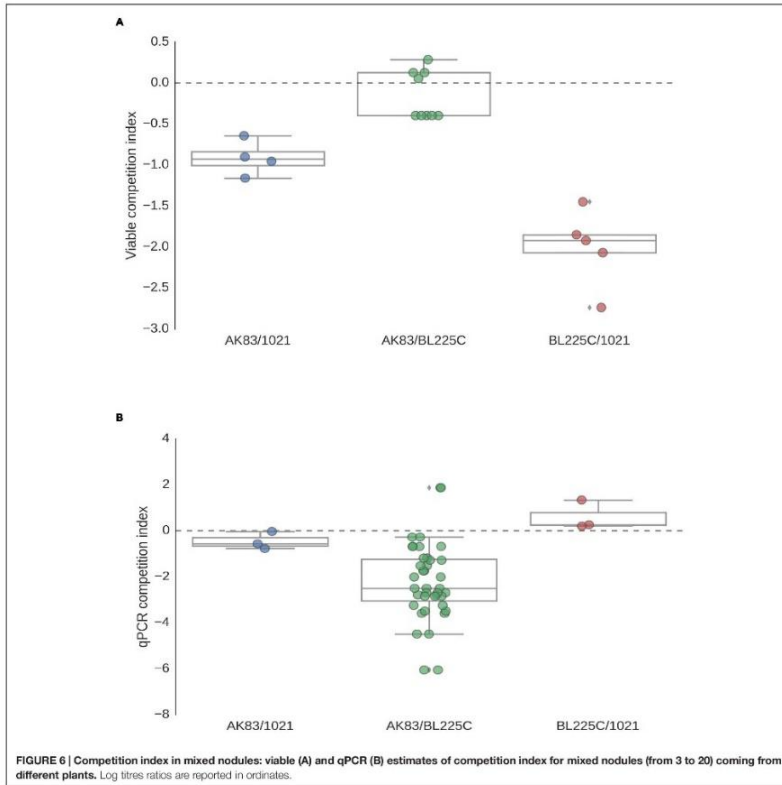 A
0.5
0.0
−0.5
−1.0
−1.5
−2.0
−2.5
−3.0
Viable competition index
AK83/1021 AK83/BL225C BL225C/1021
B
4
2
0
−2
−4
−6
−8
qPCR competition index
AK83/1021 AK83/BL225C BL225C/1021
FIGURE 6 | Competition index in mixed nodules: viable (A) and qPCR (B) estimates of competition index for mixed nodules (from 3 to 20) coming from
different plants. Log titres ratios are reported in ordinates.